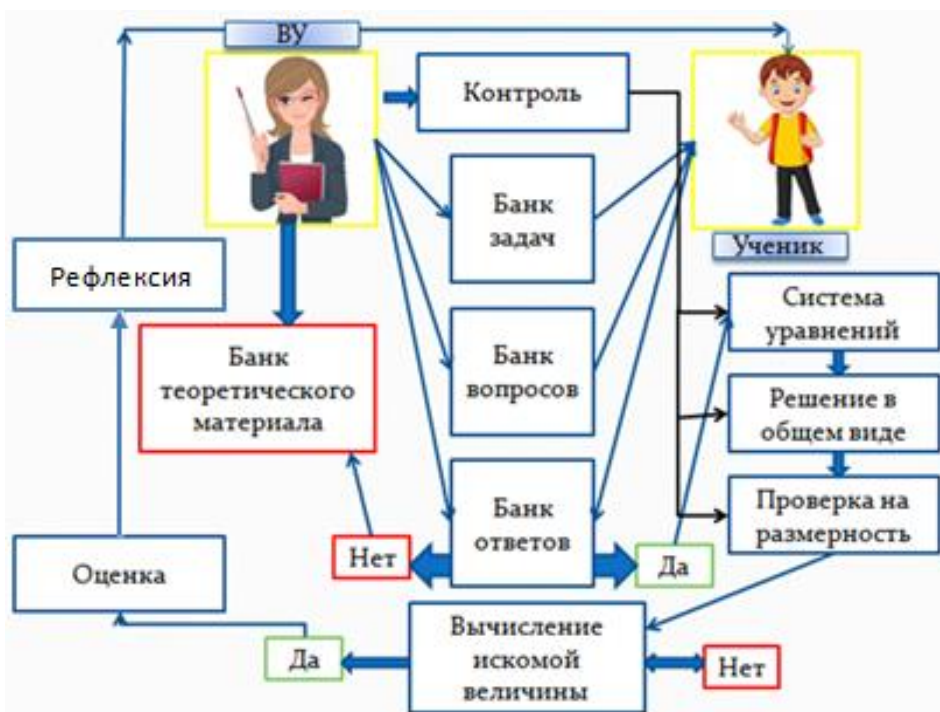 ВУ
Контроль
Банк
задач
Ученик
Рефлексия
Система
уравнений
Банк
теоретического
материала
Банк
вопросов
Решение в
общем виде
Банк
ответов
Проверка на
размерность
Нет
Да
Оценка
Вычисление
искомой
величины
Да
Нет